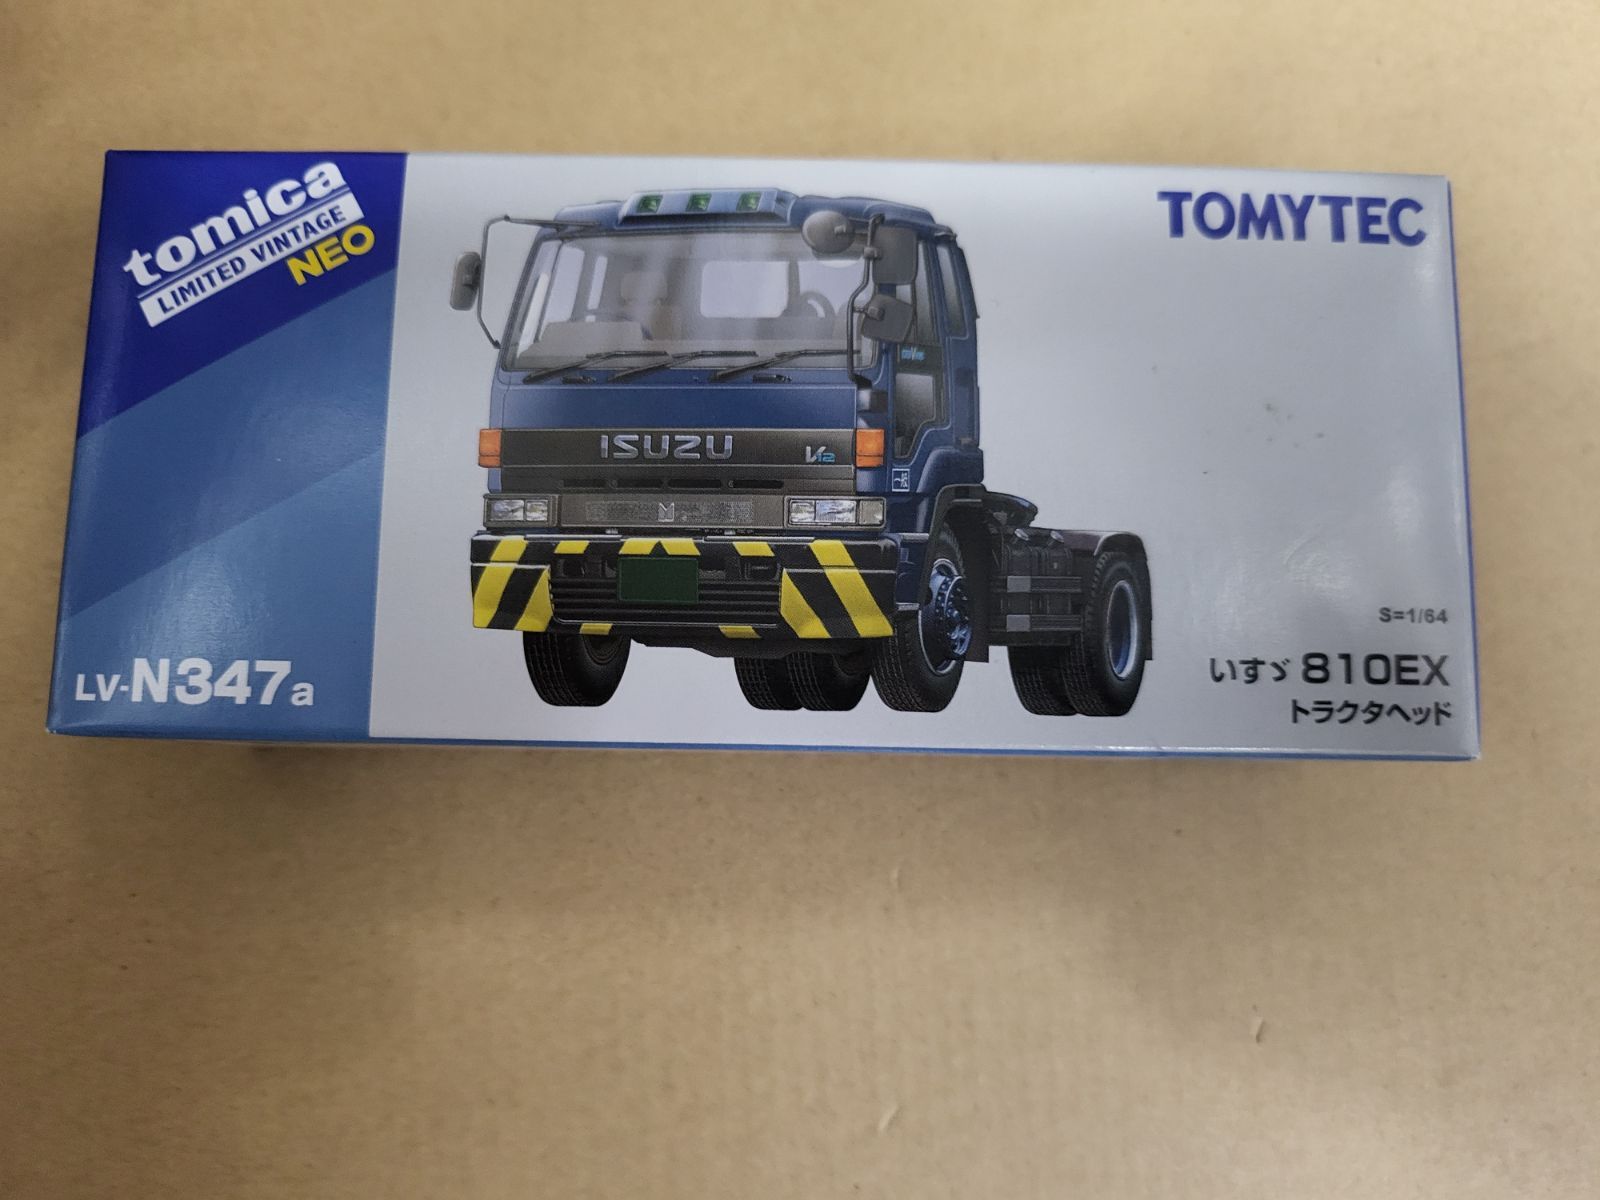 tomica
LIMITED VINTAGE
NEO
TOMYTEC
ISUZU
V12
S=1/64
いすゞ 810EX
トラクタヘッド
LV-N347a